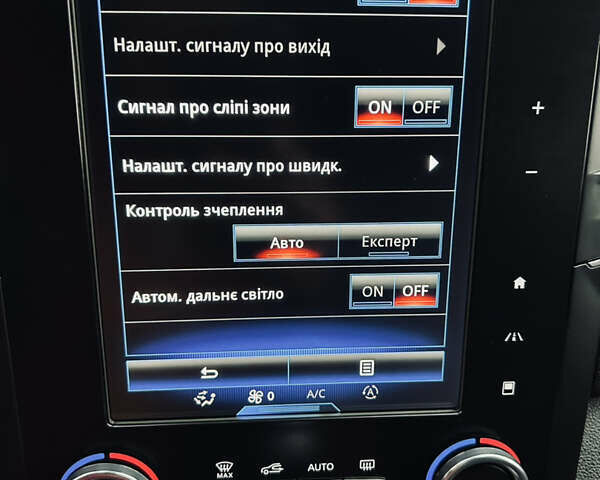 Налашт. сигналу про вихід
Сигнал про сліпі зони ON OFF
Налашт. сигналу про швидк.
Контроль зчеплення
Авто Експерт
Автом. дальнє світло ON OFF
0 A/C
MAX AUTO